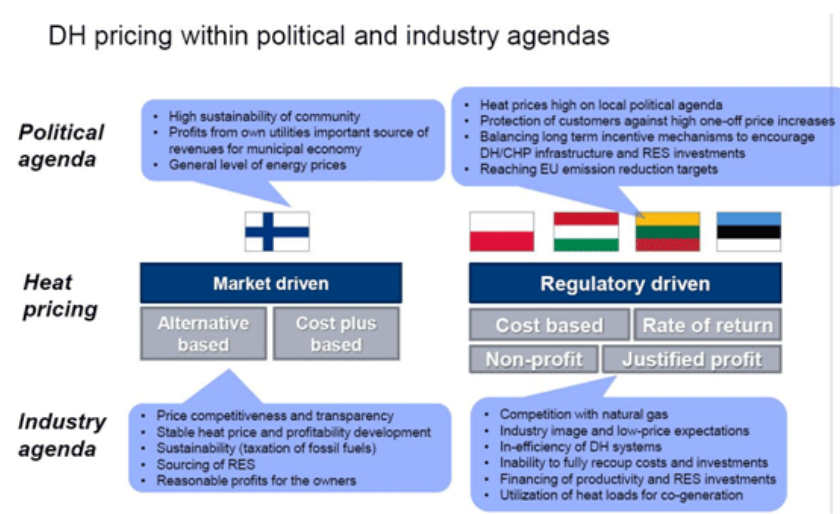 DH pricing within political and industry agendas
Political
agenda
• High sustainability of community
• Profits from own utilities important source of
revenues for municipal economy
• General level of energy prices
• Heat prices high on local political agenda
• Protection of customers against high one-off price increases
• Balancing long term incentive mechanisms to encourage
DH/CHP infrastructure and RES investments
• Reaching EU emission reduction targets
Heat
pricing
Market driven
Alternative
based
Cost plus
based
Regulatory driven
Cost based
Rate of return
Non-profit
Justified profit
Industry
agenda
• Price competitiveness and transparency
• Stable heat price and profitability development
• Sustainability (taxation of fossil fuels)
• Sourcing of RES
• Reasonable profits for the owners
• Competition with natural gas
• Industry image and low-price expectations
• In-efficiency of DH systems
• Inability to fully recoup costs and investments
• Financing of productivity and RES investments
• Utilization of heat loads for co-generation